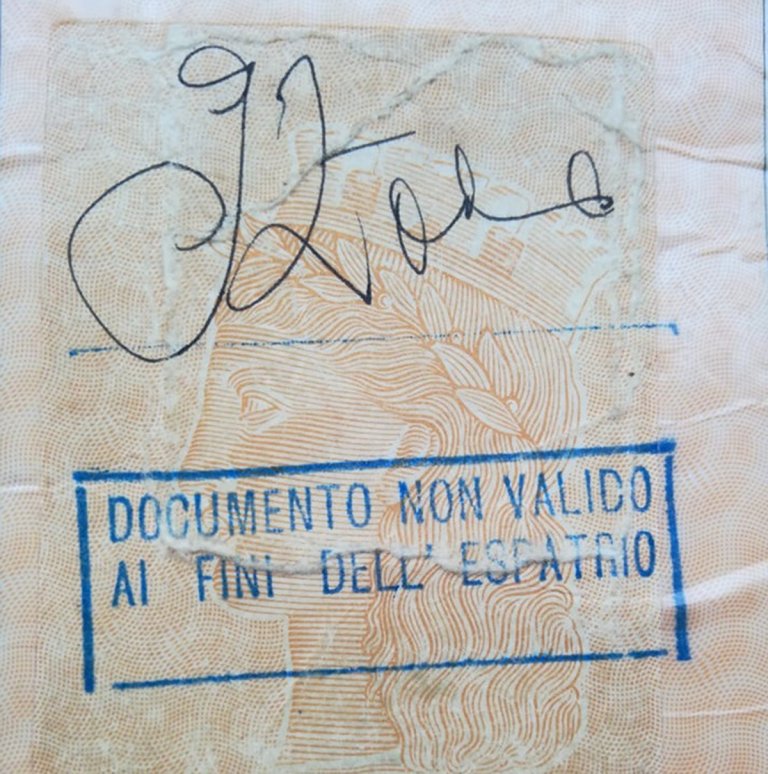 DOCUMENTO NON VALIDO
AI FINI DELL' ESPATRIO